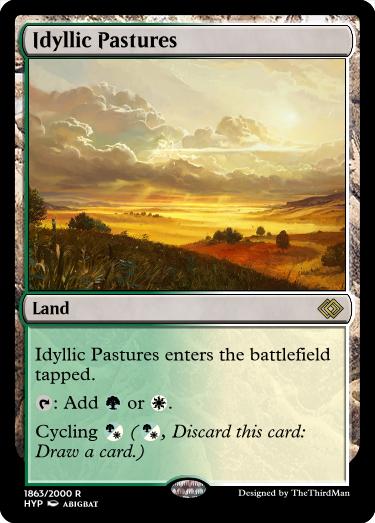 Idyllic Pastures
Land
Idyllic Pastures enters the battlefield
tapped.
: Add or .
Cycling ( , Discard this card:
Draw a card.)
1863/2000 R
HYP ABIGBAT
Designed by TheThirdMan